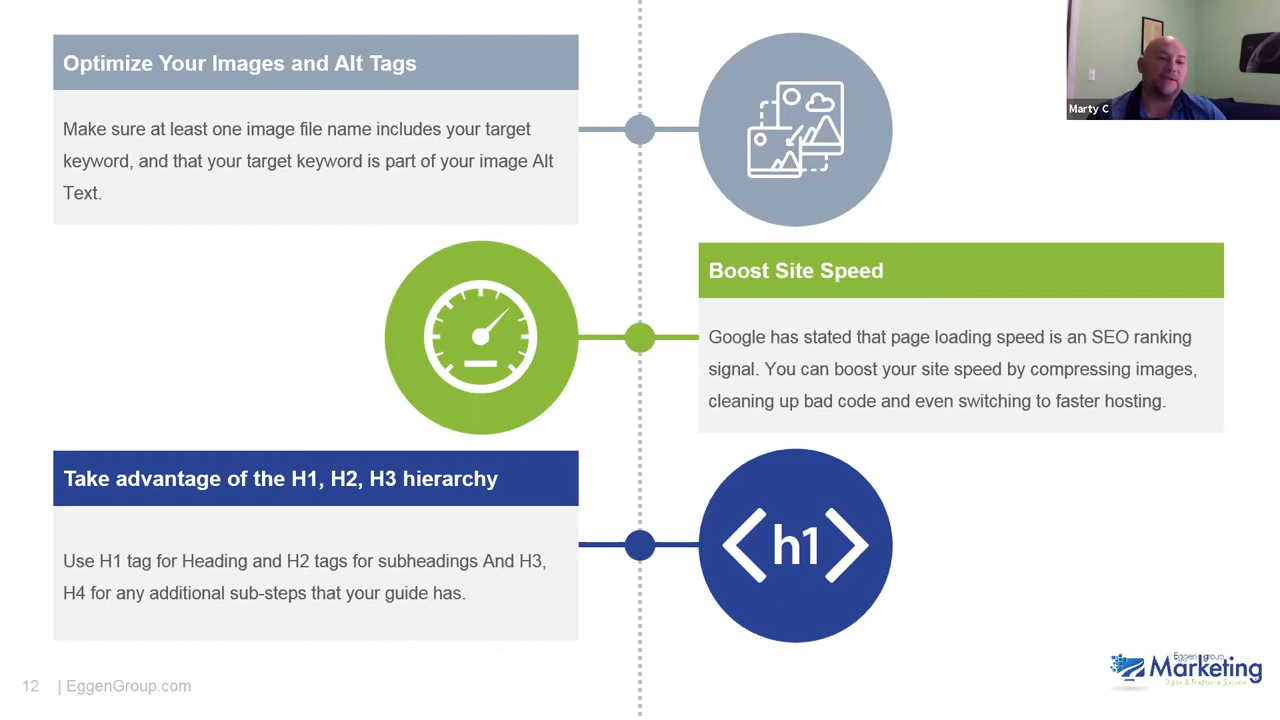 Optimize Your Images and Alt Tags
Make sure at least one image file name includes your target
keyword, and that your target keyword is part of your image Alt
Text.
Marty C
Boost Site Speed
Google has stated that page loading speed is an SEO ranking
signal. You can boost your site speed by compressing images,
cleaning up bad code and even switching to faster hosting.
Take advantage of the H1, H2, H3 hierarchy
Use H1 tag for Heading and H2 tags for subheadings And H3,
H4 for any additional sub-steps that your guide has.
h1
12 | EggenGroup.com
Eggen group
Marketing